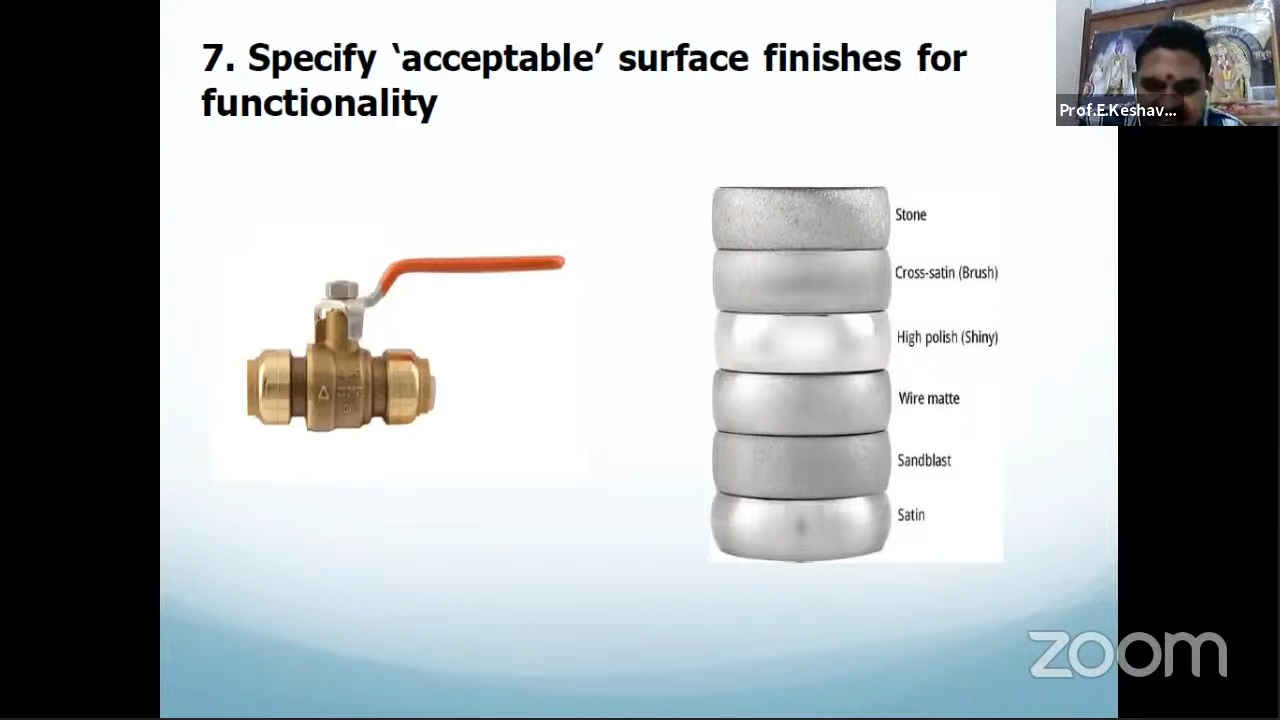 7. Specify ‘acceptable’ surface finishes for
functionality
Prof.E.Keshav...
Stone
Cross-satin (Brush)
High polish (Shiny)
Wire matte
Sandblast
Satin
zoom